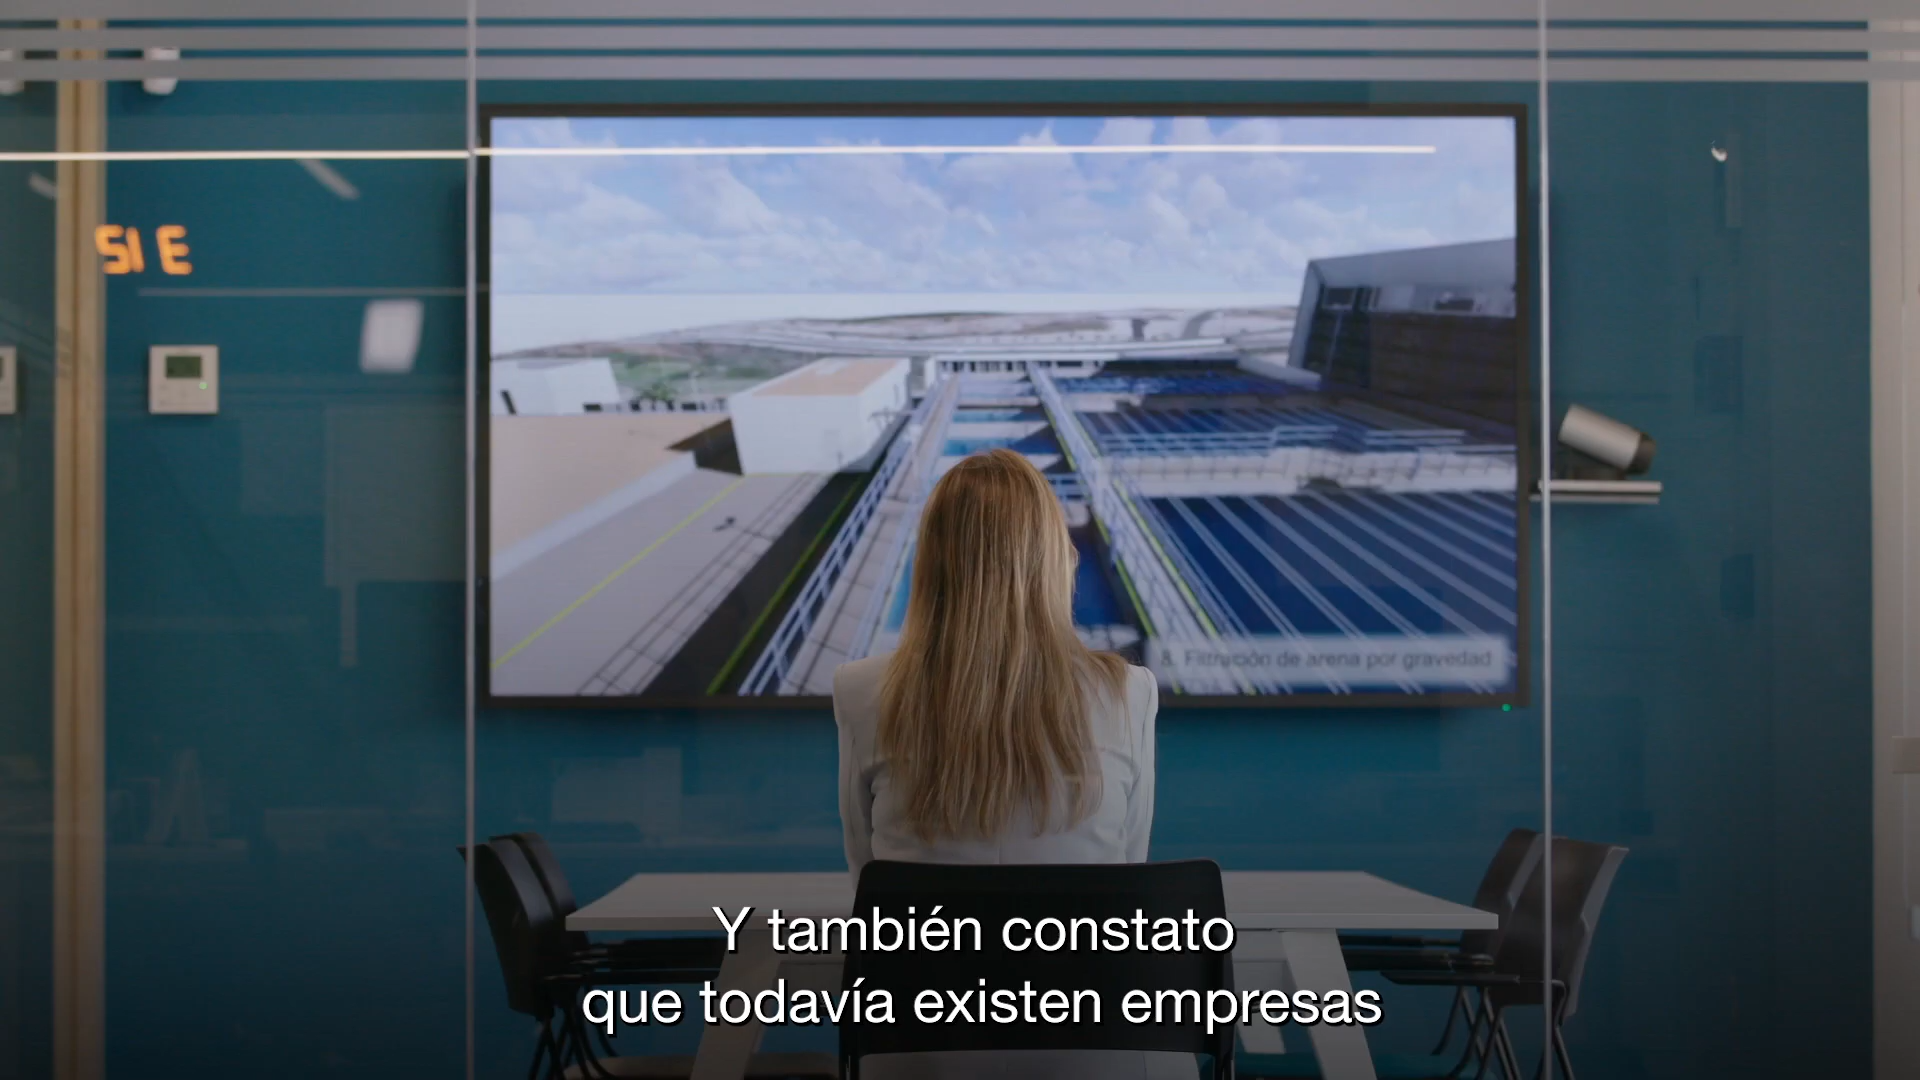 SI E
8. Filtración de arena por gravedad
Y también constato
que todavía existen empresas